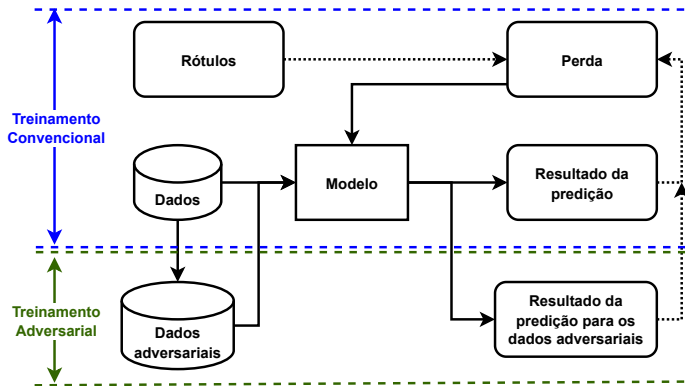 Rótulos
Perda
Treinamento
Convencional
Dados
Modelo
Resultado da
predição
Treinamento
Adversarial
Dados
adversariais
Resultado da
predição para os
dados adversariais